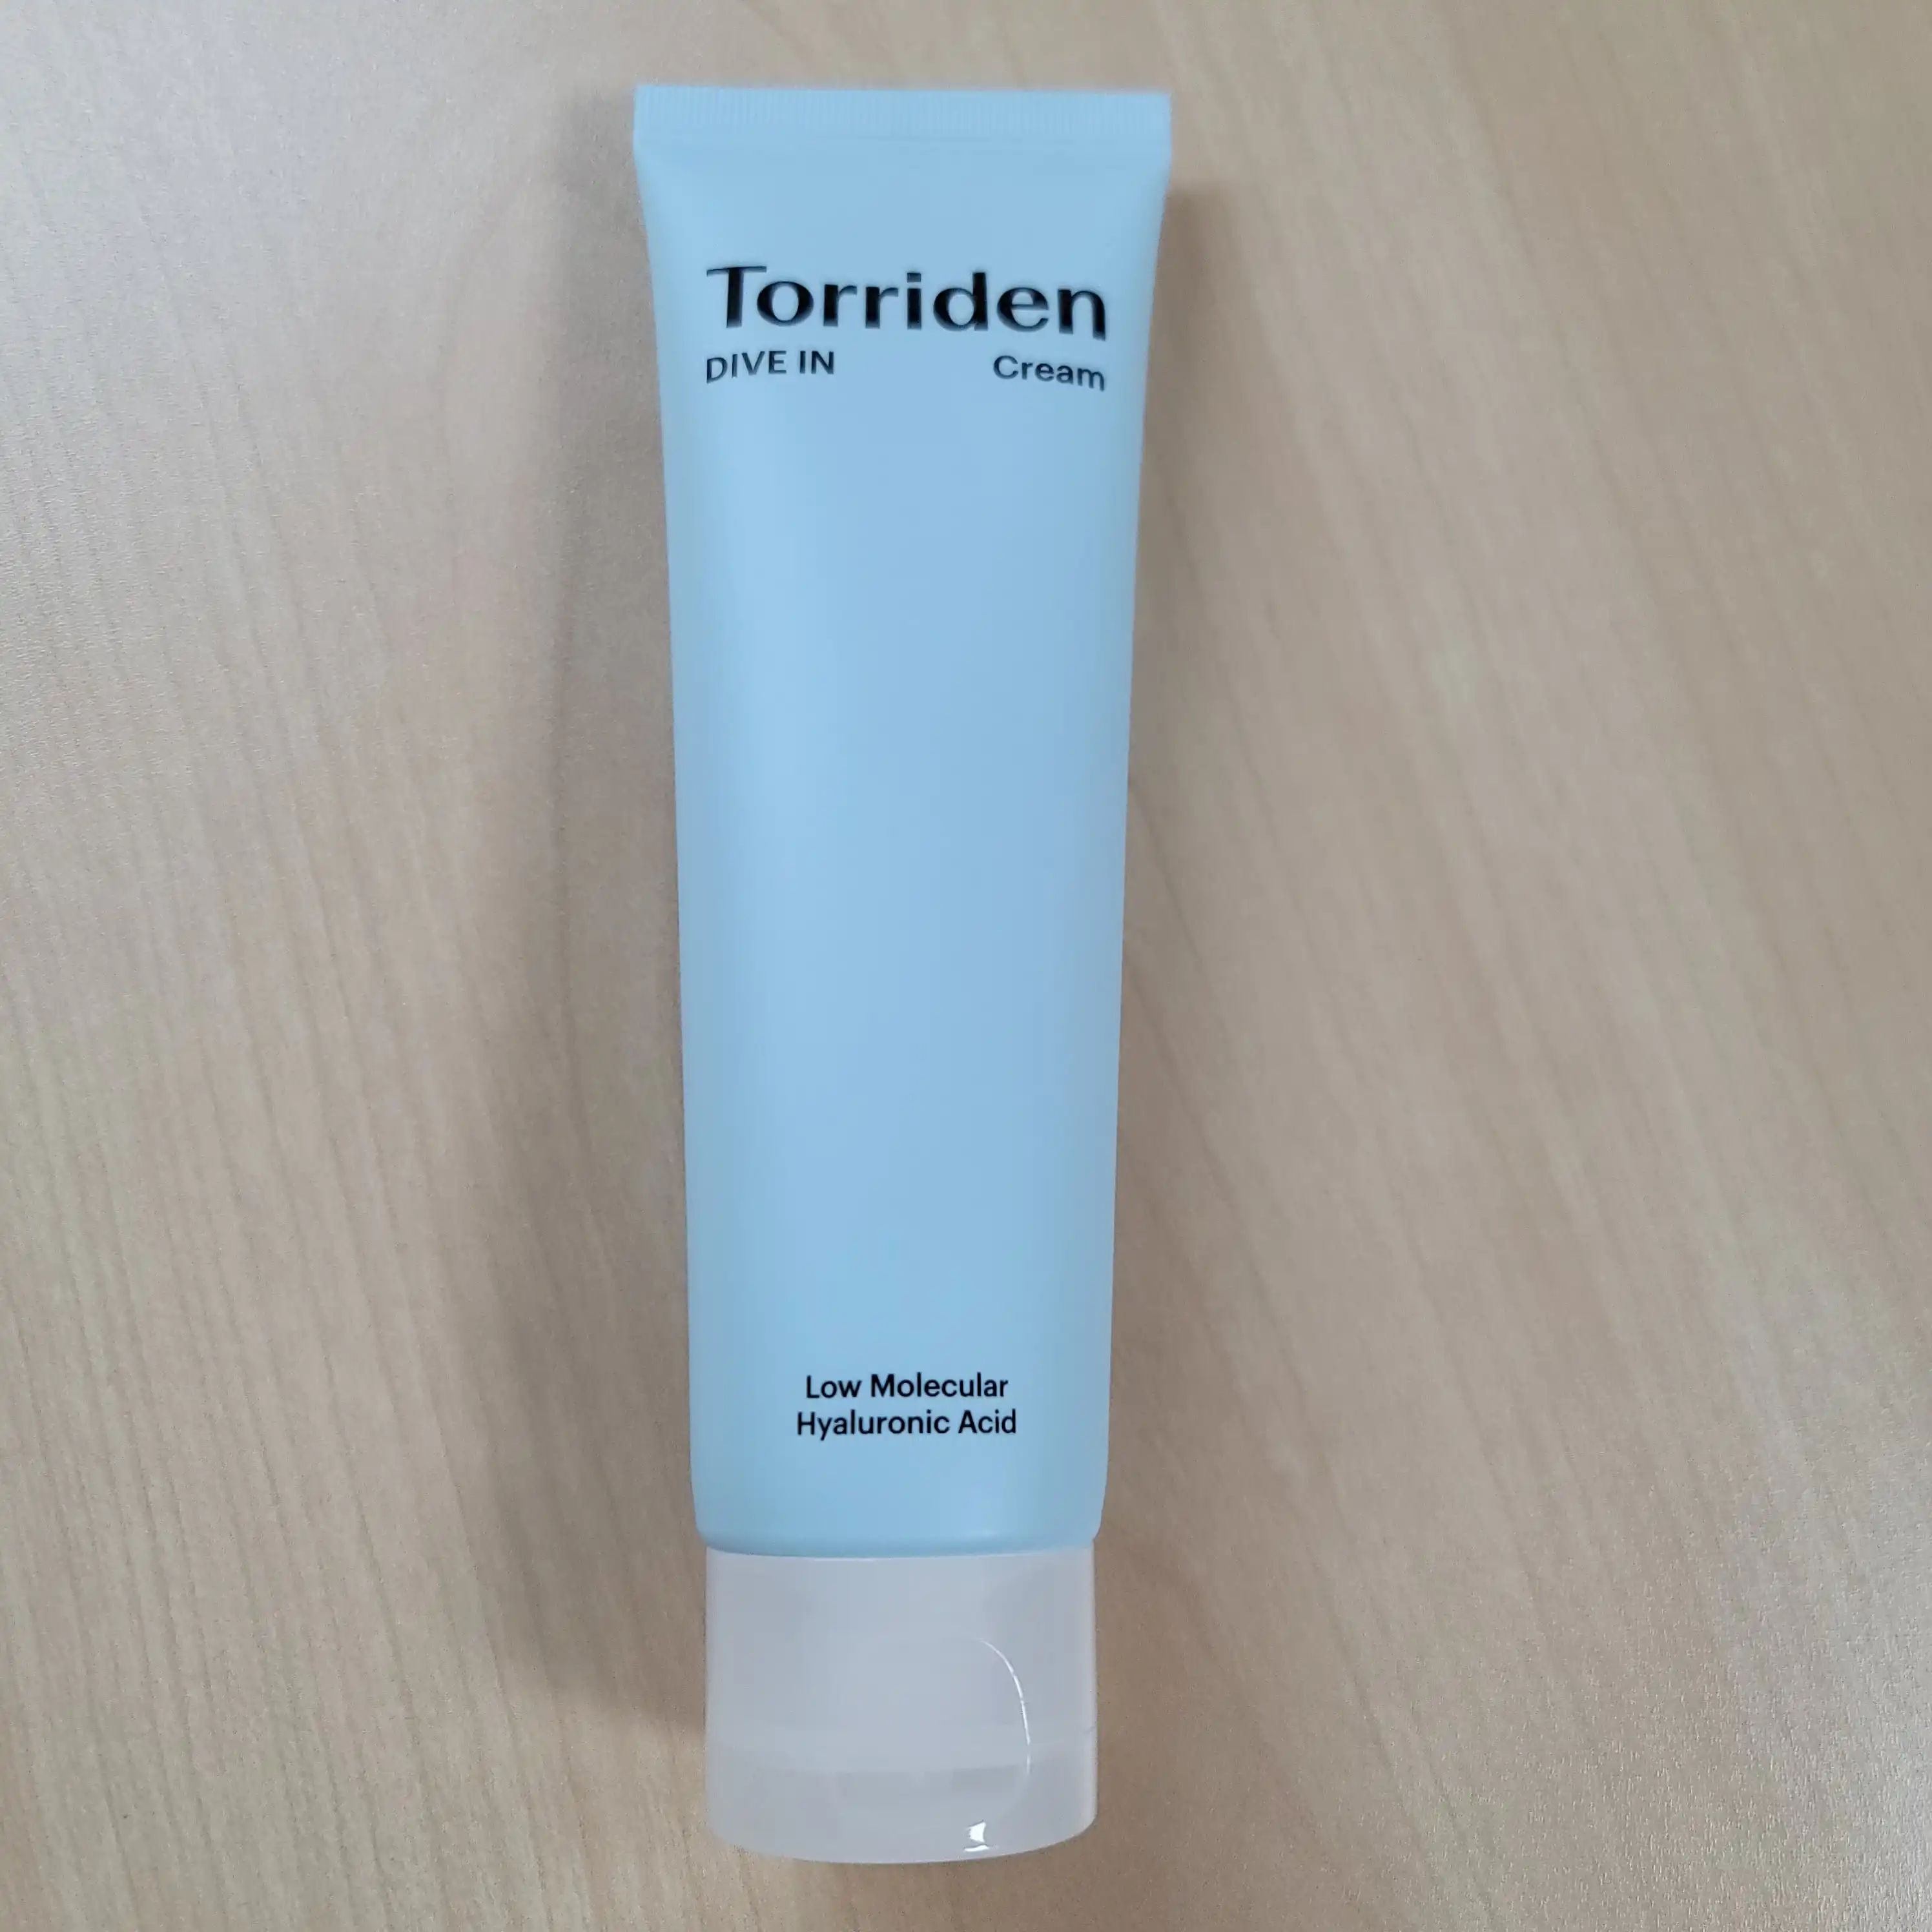 Torriden
DIVE IN Cream
Low Molecular
Hyaluronic Acid